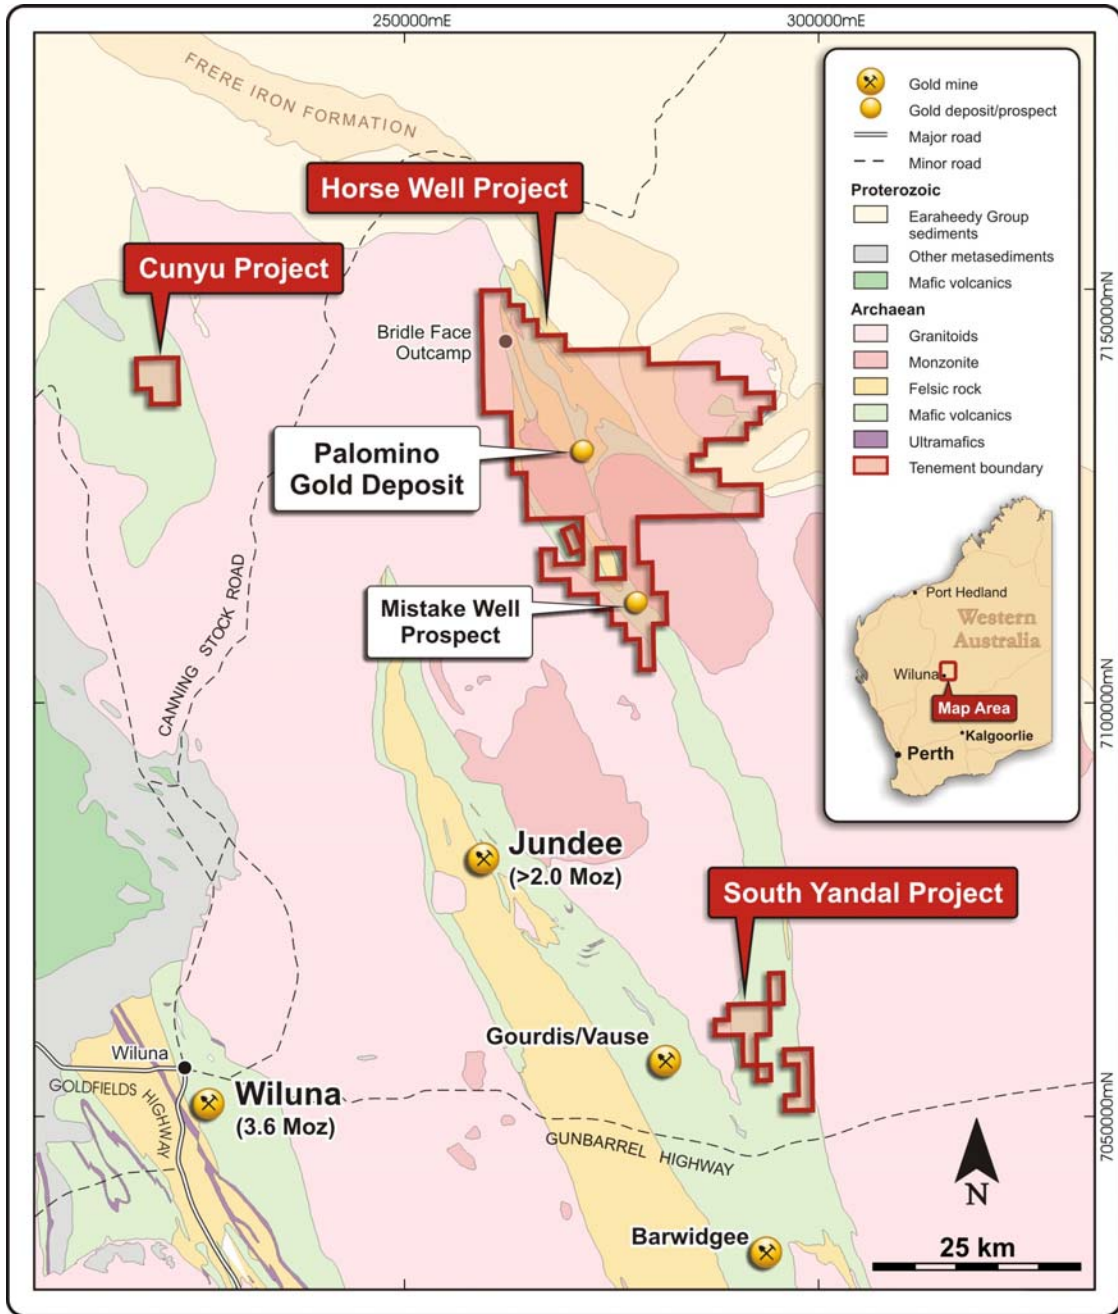 250000mE
300000mE
FRERE IRON FORMATION
Horse Well Project
Cunyu Project
Bridle Face
Outcamp
Palomino
Gold Deposit
Mistake Well
Prospect
CANNING STOCK ROAD
Jundee
(>2.0 Moz)
South Yandal Project
Gourdis/Vause
Wiluna
GOLDFIELDS HIGHWAY
Wiluna
(3.6 Moz)
GUNBARREL HIGHWAY
Barwidgee
7150000mN
7100000mN
7050000mN
Gold mine
Gold deposit/prospect
Major road
Minor road
Proterozoic
Earaheedy Group
sediments
Other metasediments
Mafic volcanics
Archaean
Granitoids
Monzonite
Felsic rock
Mafic volcanics
Ultramafics
Tenement boundary
Port Hedland
Western
Australia
Wiluna
Map Area
Kalgoorlie
Perth
N
25 km